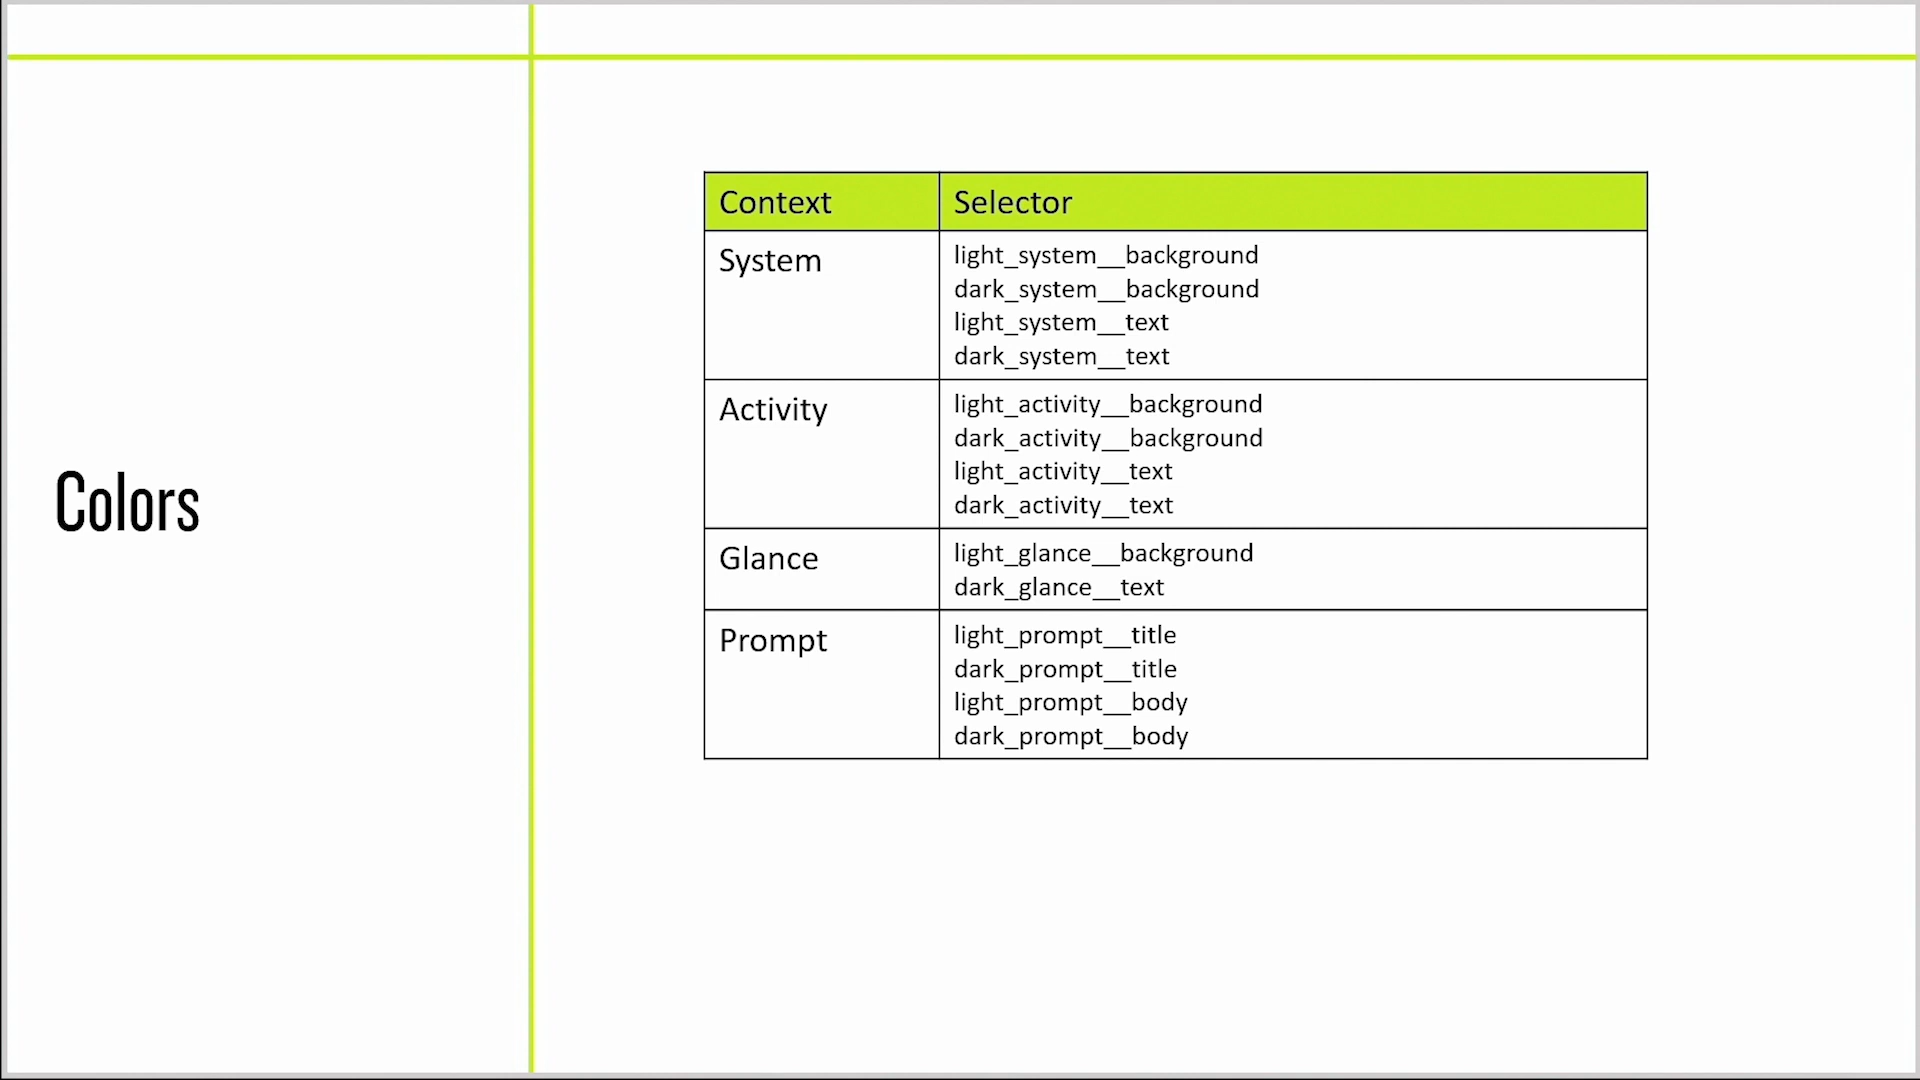 Colors
Context Selector
System light_system__background
dark_system__background
light_system__text
dark_system__text
Activity light_activity__background
dark_activity__background
light_activity__text
dark_activity__text
Glance light_glance__background
dark_glance__text
Prompt light_prompt__title
dark_prompt__title
light_prompt__body
dark_prompt__body